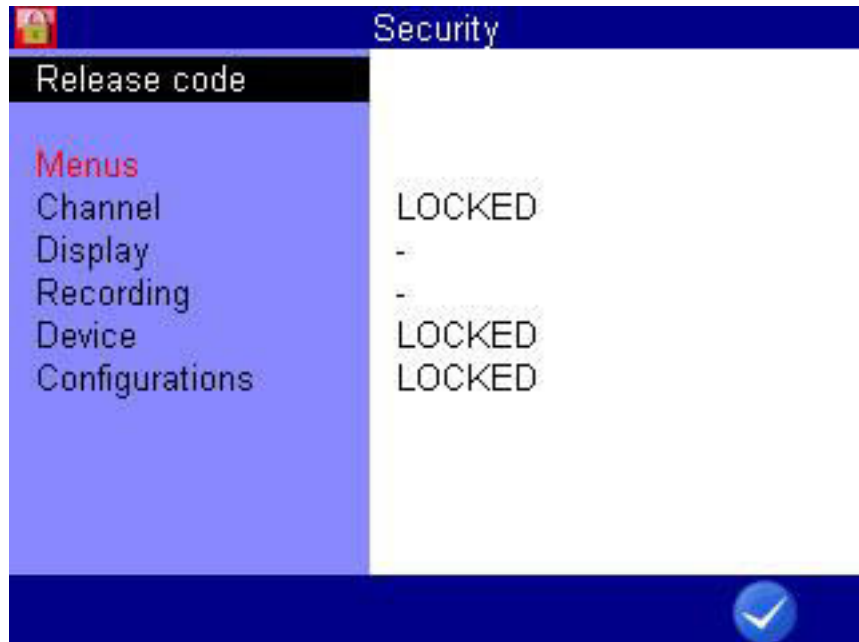 Security
Release code
Menus
Channel LOCKED
Display -
Recording -
Device LOCKED
Configurations LOCKED